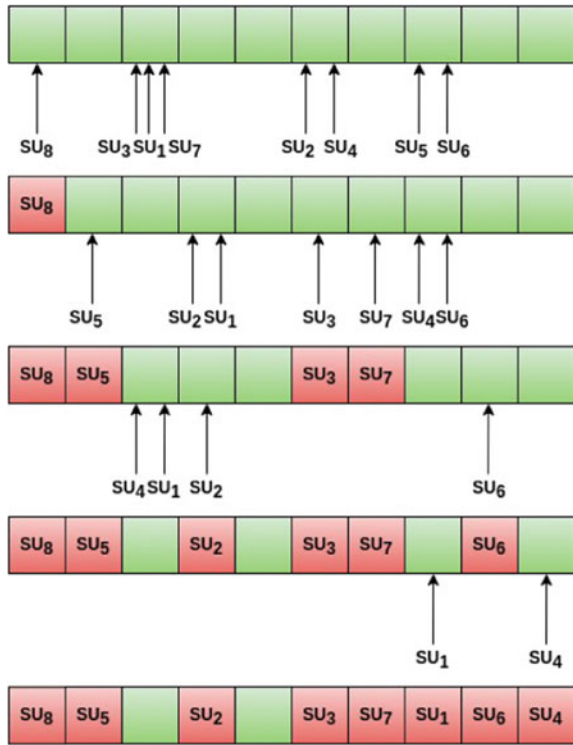 SU₈ SU₃ SU₁ SU₇ SU₂ SU₄ SU₅ SU₆
SU₈
SU₅ SU₂ SU₁ SU₃ SU₇ SU₄ SU₆
SU₈ SU₅ SU₃ SU₇
SU₄ SU₁ SU₂ SU₆
SU₈ SU₅ SU₂ SU₃ SU₇ SU₆
SU₁ SU₄
SU₈ SU₅ SU₂ SU₃ SU₇ SU₁ SU₆ SU₄